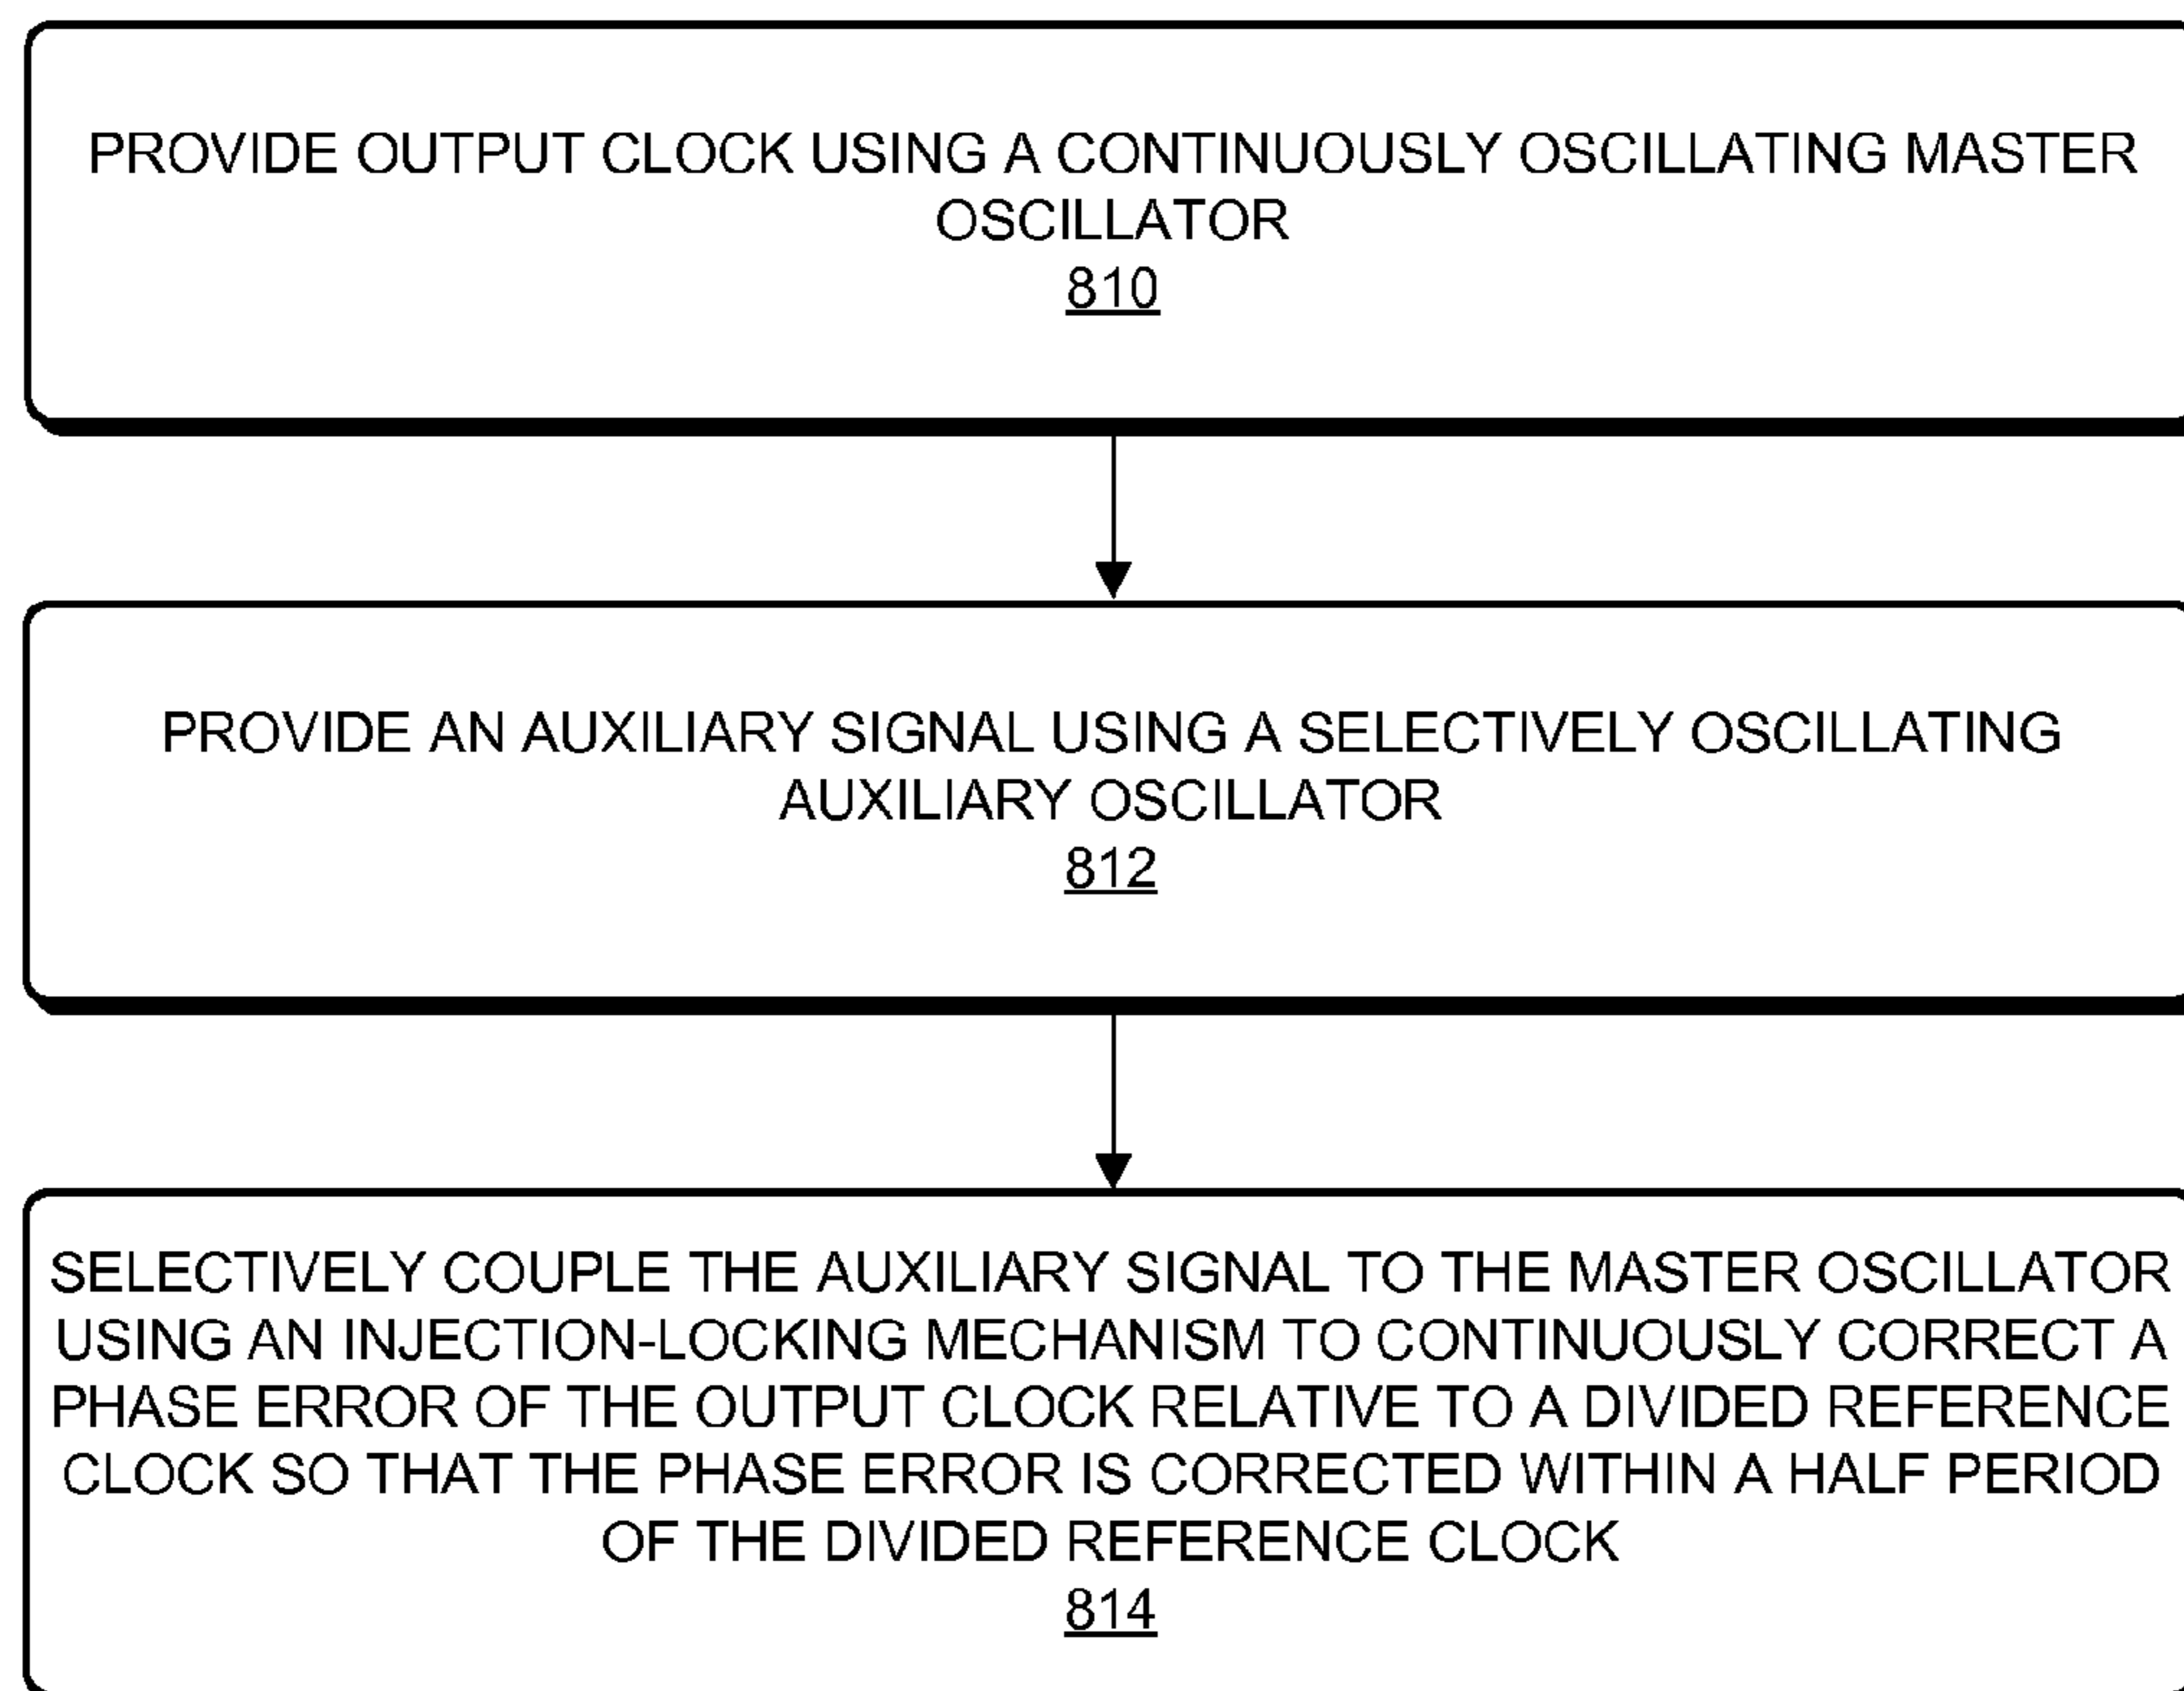 PROVIDE OUTPUT CLOCK USING A CONTINUOUSLY OSCILLATING MASTER
OSCILLATOR
810
PROVIDE AN AUXILIARY SIGNAL USING A SELECTIVELY OSCILLATING
AUXILIARY OSCILLATOR
812
SELECTIVELY COUPLE THE AUXILIARY SIGNAL TO THE MASTER OSCILLATOR
USING AN INJECTION-LOCKING MECHANISM TO CONTINUOUSLY CORRECT A
PHASE ERROR OF THE OUTPUT CLOCK RELATIVE TO A DIVIDED REFERENCE
CLOCK SO THAT THE PHASE ERROR IS CORRECTED WITHIN A HALF PERIOD
OF THE DIVIDED REFERENCE CLOCK
814